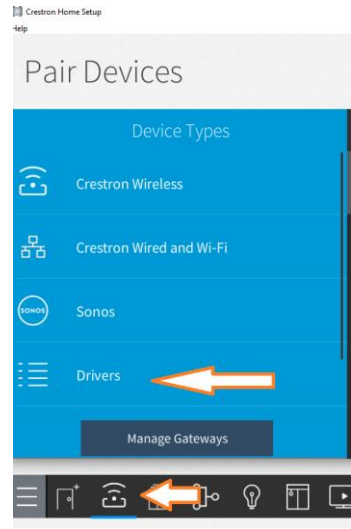 Crestron Home Setup
Help
Pair Devices
Device Types
Crestron Wireless
Crestron Wired and Wi-Fi
SONOS
Sonos
Drivers
Manage Gateways